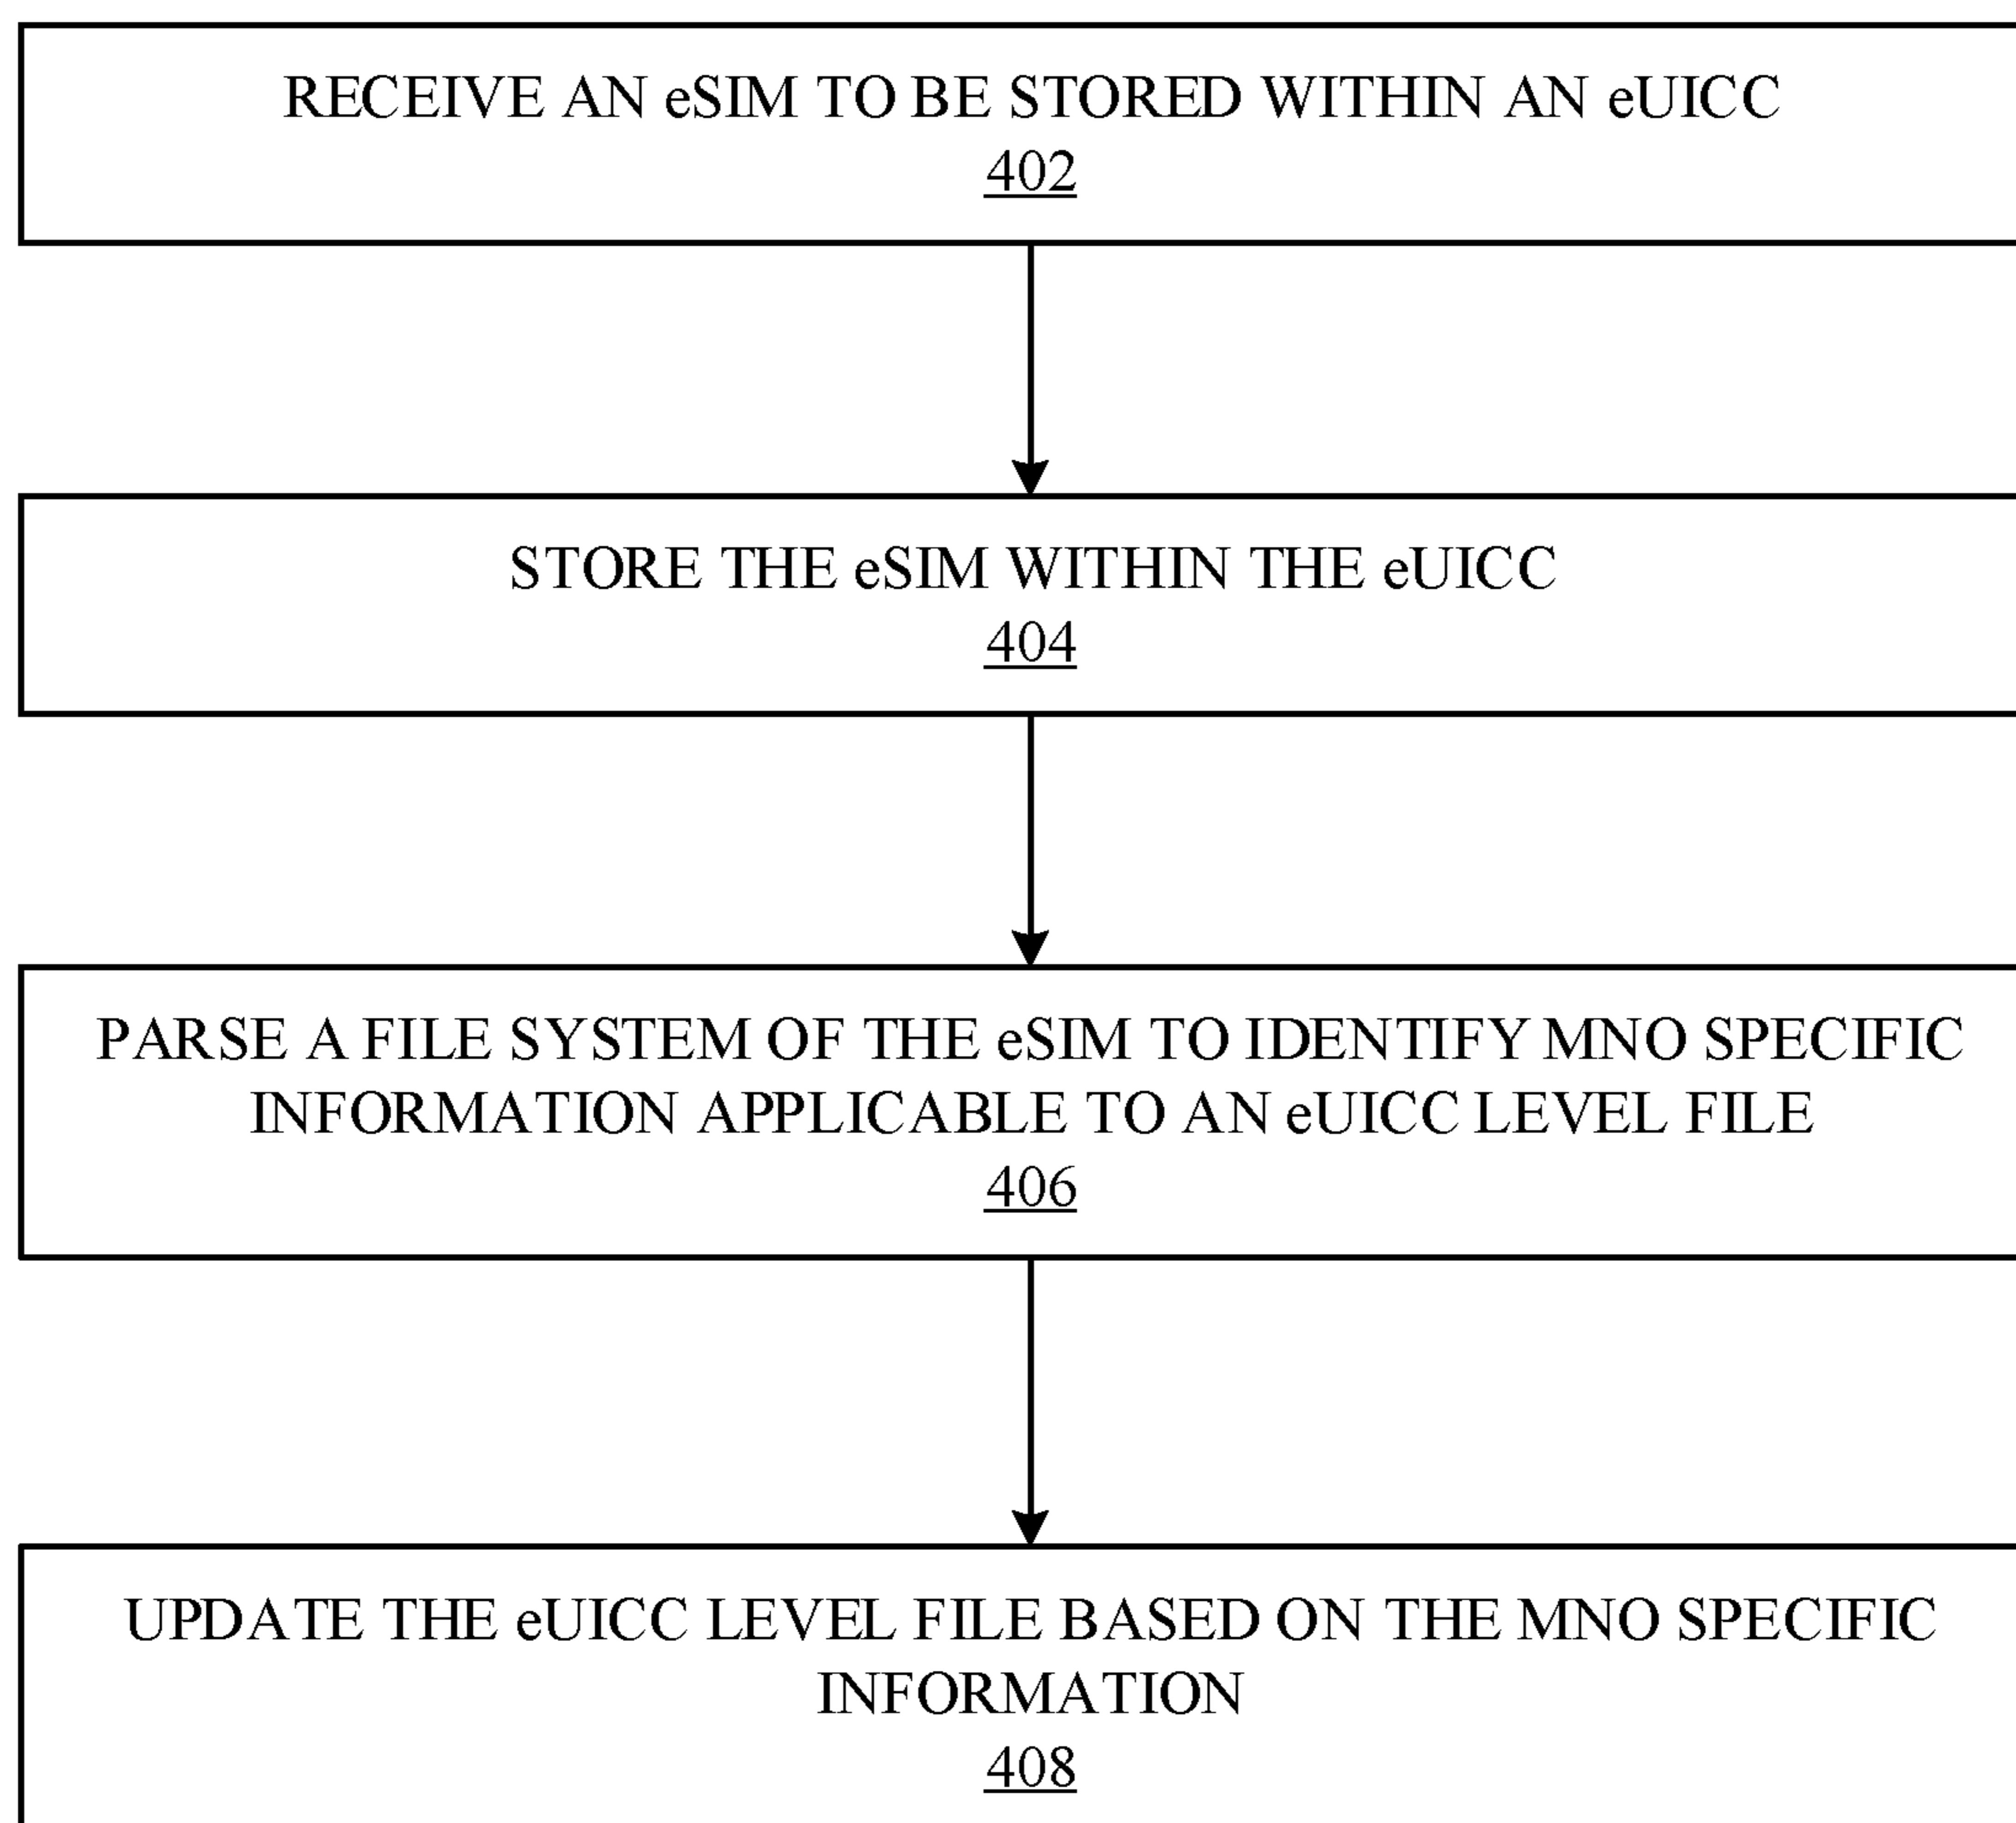 RECEIVE AN eSIM TO BE STORED WITHIN AN eUICC
402
STORE THE eSIM WITHIN THE eUICC
404
PARSE A FILE SYSTEM OF THE eSIM TO IDENTIFY MNO SPECIFIC
INFORMATION APPLICABLE TO AN eUICC LEVEL FILE
406
UPDATE THE eUICC LEVEL FILE BASED ON THE MNO SPECIFIC
INFORMATION
408